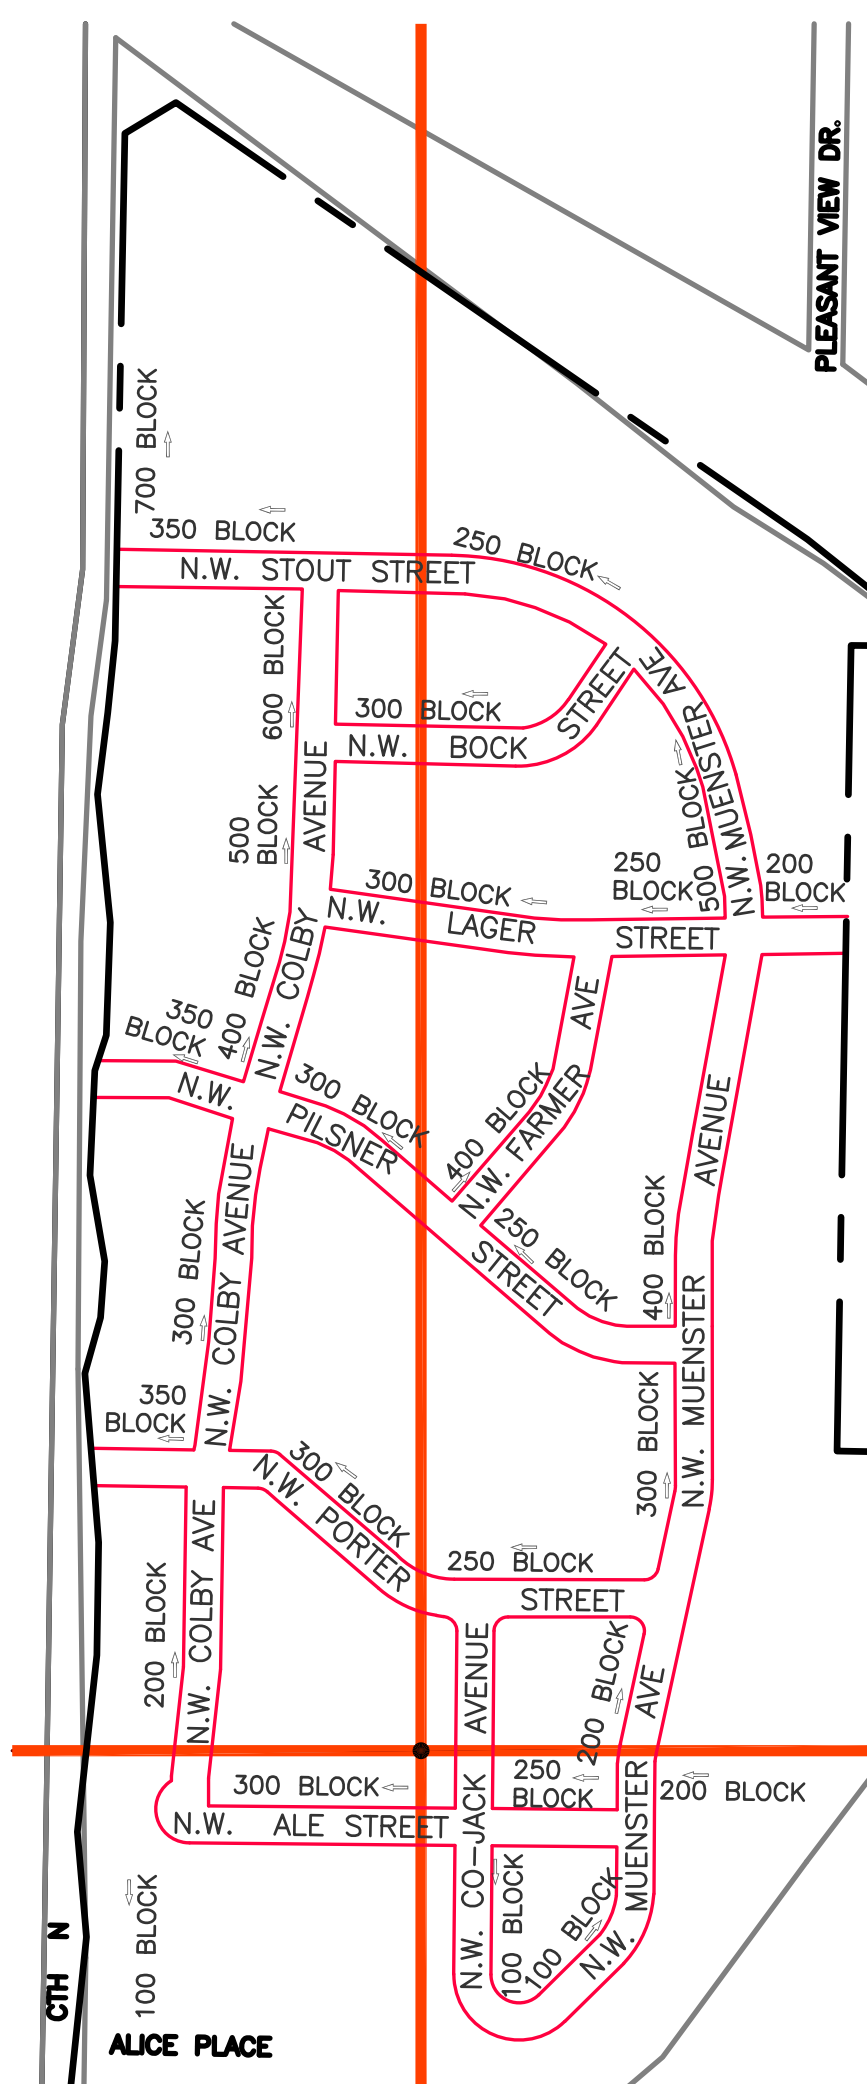 PLEASANT VIEW DR.
700 BLOCK
350 BLOCK
250 BLOCK
N.W. STOUT STREET
600 BLOCK
N.W. MUENSTER AVE
300 BLOCK
N.W. BOCK STREET
500 BLOCK
500
BLOCK
N.W. COLBY AVENUE
300 BLOCK
250
BLOCK
200
BLOCK
N.W. LAGER STREET
400 BLOCK
350
BLOCK
N.W. PILSNER STREET
300 BLOCK
400 BLOCK
N.W. FARMER AVE
250 BLOCK
400 BLOCK
N.W. MUENSTER AVENUE
300 BLOCK
N.W. COLBY AVENUE
350
BLOCK
300 BLOCK
300 BLOCK
N.W. PORTER STREET
250 BLOCK
200 BLOCK
N.W. COLBY AVE
200 BLOCK
N.W. MUENSTER AVE
N.W. CO-JACK AVENUE
300 BLOCK
250
BLOCK
200 BLOCK
N.W. ALE STREET
100 BLOCK
100 BLOCK
100 BLOCK
CTH N
ALICE PLACE